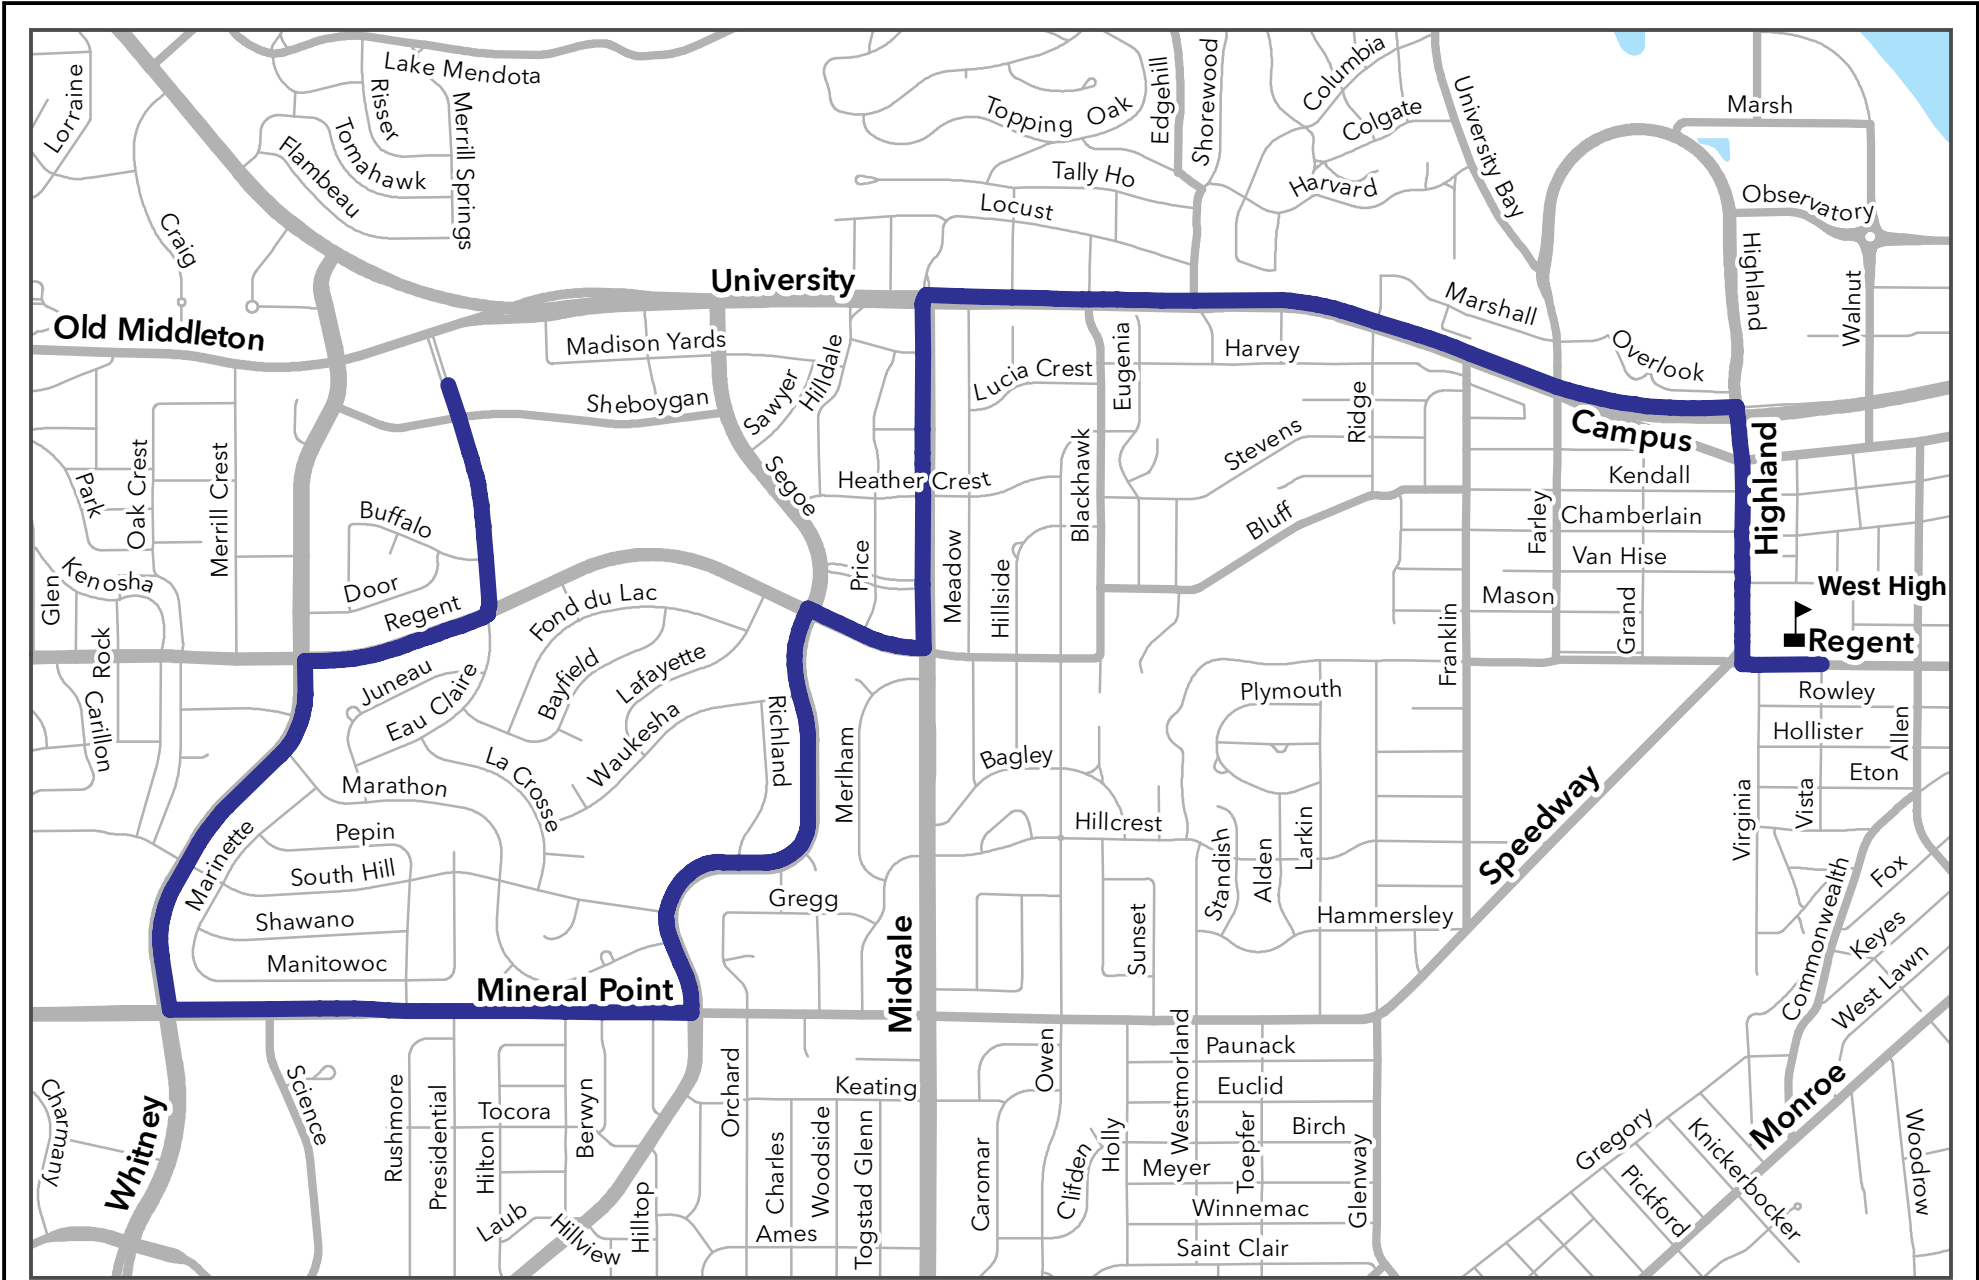 Lake Mendota
Lorraine
Risser
Merrill Springs
Tomahawk
Flambeau
Craig
Topping Oak
Edgehill
Shorewood
Columbia
Colgate
University Bay
Marsh
Tally Ho
Harvard
Locust
Observatory
Highland
Walnut
University
Old Middleton
Madison Yards
Marshall
Overlook
Harvey
Eugenia
Lucia Crest
Hilldale
Sawyer
Sheboygan
Ridge
Campus
Highland
Stevens
Segoe
Heather Crest
Blackhawk
Bluff
Kendall
Farley
Chamberlain
Van Hise
Park
Oak Crest
Merrill Crest
Buffalo
Price
Meadow
Hillside
Kenosha
Glen
Door
Regent
Fond du Lac
Mason
Grand
Franklin
West High
Regent
Rock
Carillon
Juneau
Eau Claire
Bayfield
Lafayette
Waukesha
Richland
Merlham
Plymouth
Rowley
Hollister
Allen
Eton
Virginia
Vista
La Crosse
Bagley
Marathon
Pepin
South Hill
Marinette
Shawano
Manitowoc
Hillcrest
Standish
Alden
Larkin
Speedway
Gregg
Hammersley
Sunset
Commonwealth
Fox
Keyes
West Lawn
Midvale
Mineral Point
Owen
Westmorland
Paunack
Euclid
Birch
Toepfer
Meyer
Winnemac
Saint Clair
Glenway
Holly
Clifden
Caromar
Keating
Orchard
Charles
Woodside
Togstad Glenn
Ames
Science
Charmany
Whitney
Rushmore
Presidential
Hilton
Tocora
Berwyn
Laub
Hillview
Hilltop
Monroe
Gregory
Knickerbocker
Pickford
Woodrow